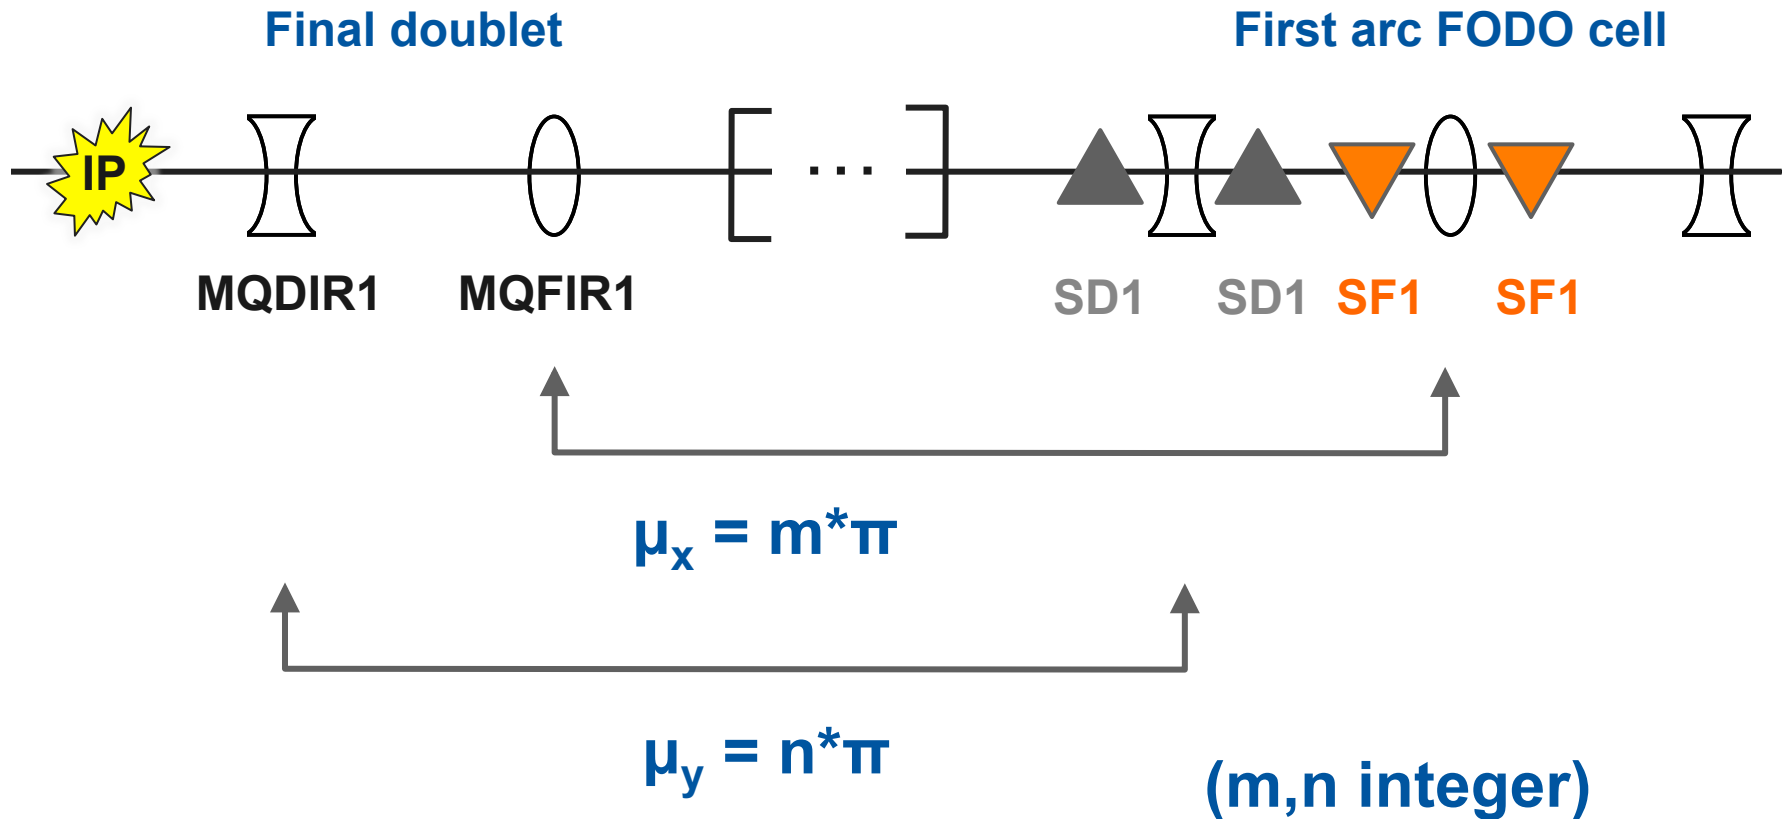 Final doublet
First arc FODO cell
IP
...
MQDIR1
MQFIR1
SD1
SD1
SF1
SF1
μx = m*π
μy = n*π
(m,n integer)